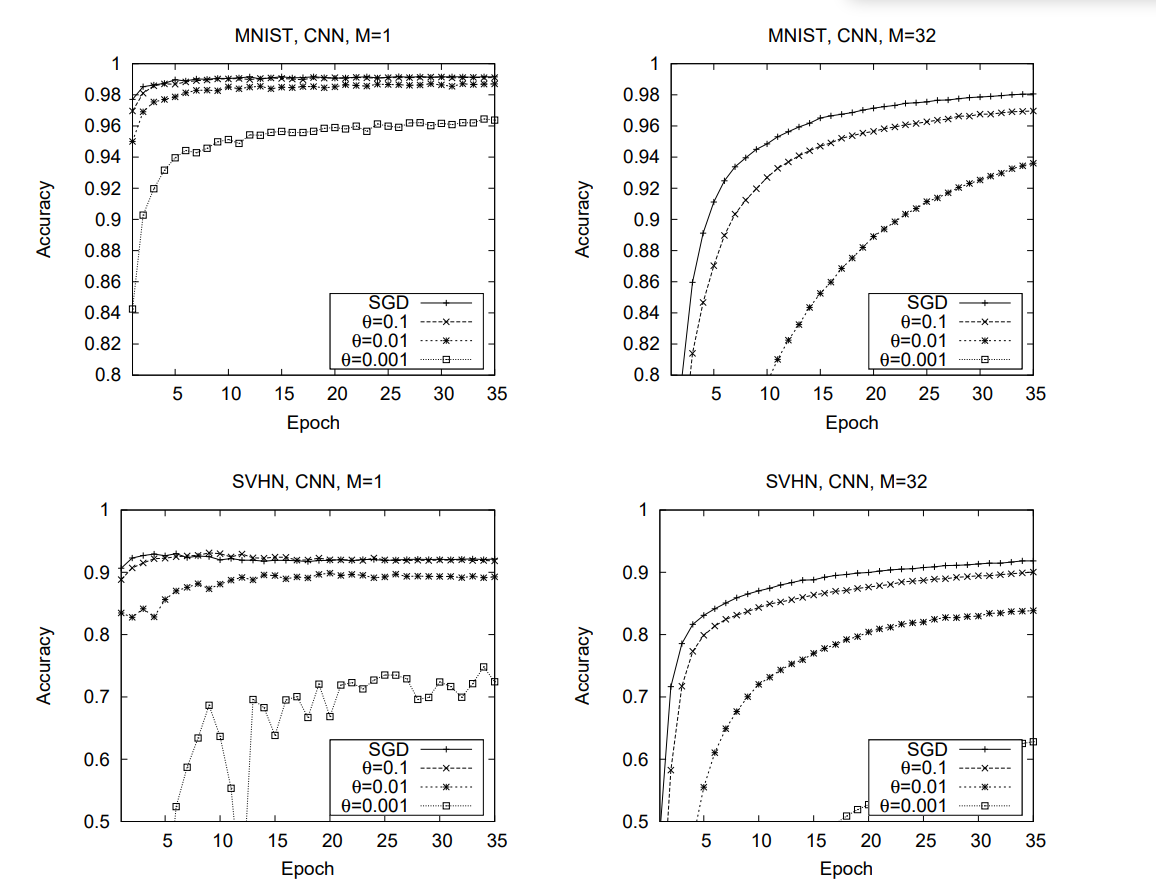 MNIST, CNN, M=1
1
0.98
0.96
0.94
0.92
0.9
0.88
0.86
0.84
0.82
0.8
Accuracy
SGD
θ=0.1
θ=0.01
θ=0.001
5 10 15 20 25 30 35
Epoch
MNIST, CNN, M=32
1
0.98
0.96
0.94
0.92
0.9
0.88
0.86
0.84
0.82
0.8
Accuracy
SGD
θ=0.1
θ=0.01
θ=0.001
5 10 15 20 25 30 35
Epoch
SVHN, CNN, M=1
1
0.9
0.8
0.7
0.6
0.5
Accuracy
SGD
θ=0.1
θ=0.01
θ=0.001
5 10 15 20 25 30 35
Epoch
SVHN, CNN, M=32
1
0.9
0.8
0.7
0.6
0.5
Accuracy
SGD
θ=0.1
θ=0.01
θ=0.001
5 10 15 20 25 30 35
Epoch